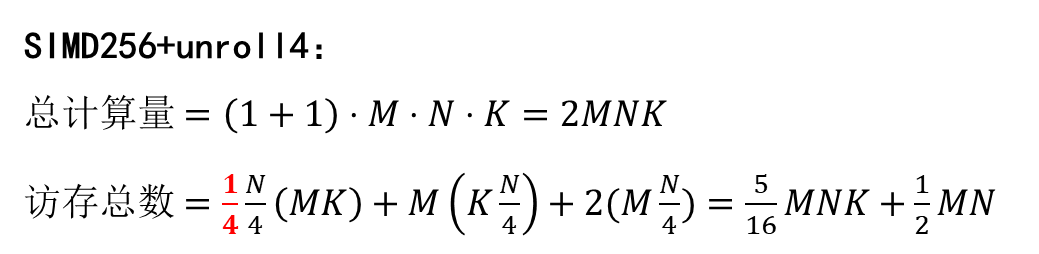 SIMD256+unroll4：
总计算量 = (1 + 1) · M · N · K = 2MNK
访存总数 = 1/4 N/4 (MK) + M (K N/4) + 2(M N/4) = 5/16 MNK + 1/2 MN